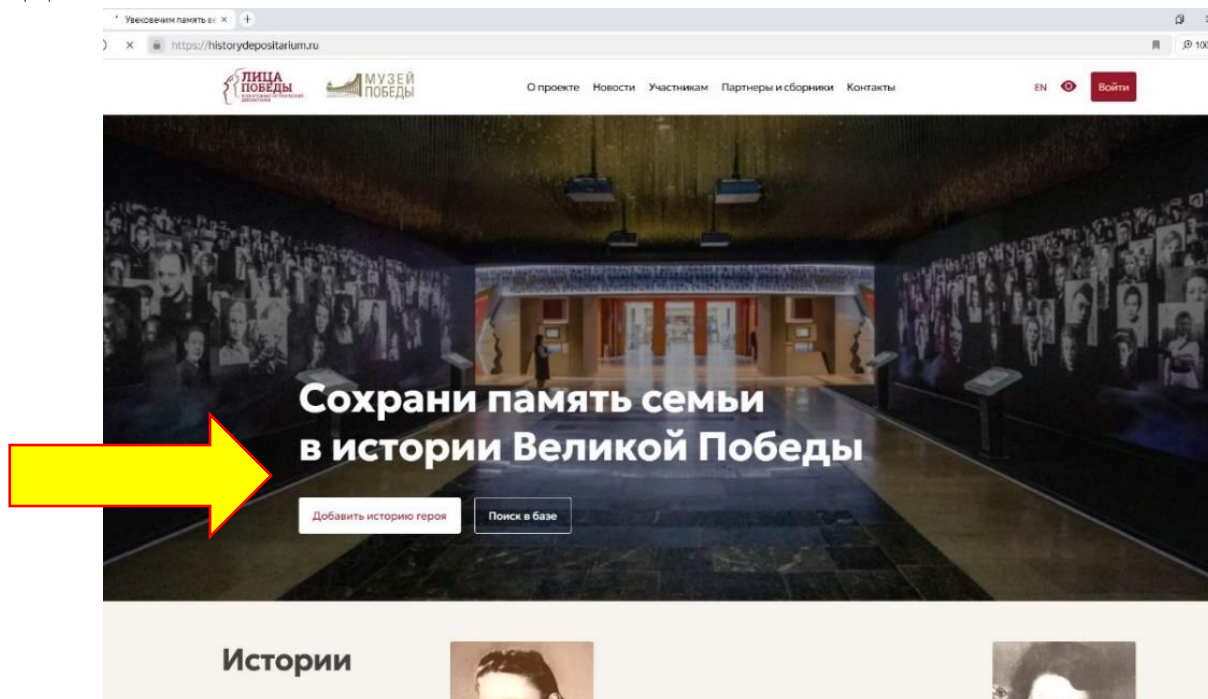 Увековечим память ве
https://historydepositarium.ru
100
ЛИЦА
ПОБЕДЫ
МУЗЕЙ
ПОБЕДЫ
О проекте Новости Участникам Партнеры и сборники Контакты
EN
Войти
Сохрани память семьи
в истории Великой Победы
Добавить историю героя
Поиск в базе
Истории